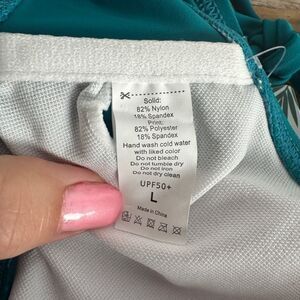 Solid:
82% Nylon
18% Spandex
Print:
82% Polyester
18% Spandex
Hand wash cold water
with liked color
Do not bleach
Do not tumble dry
Do not iron
Do not dry clean
UPF50+
L
Made in China